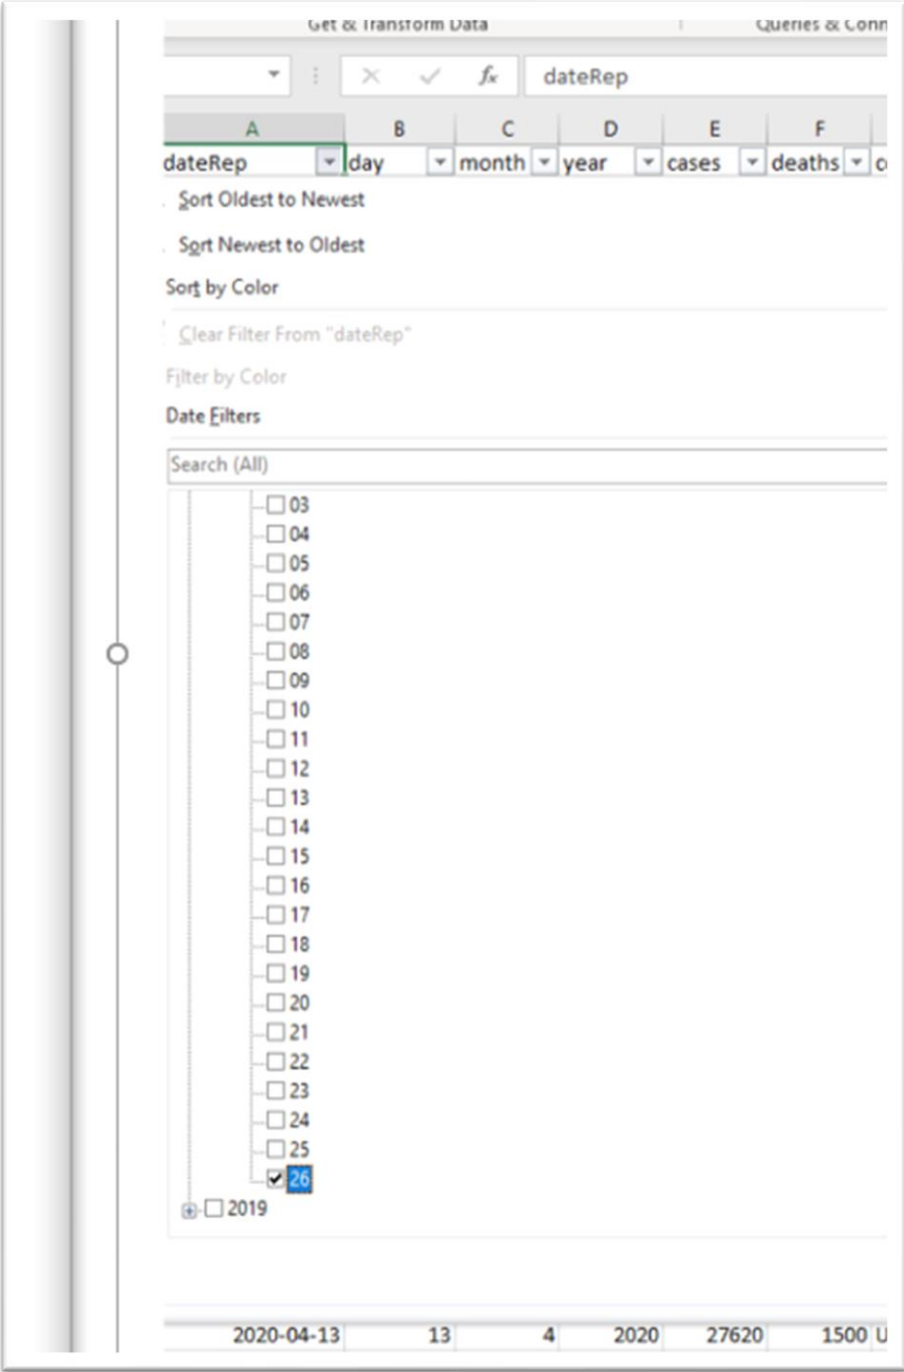 Get & Transform Data Queries & Conn
fx dateRep
A B C D E F
dateRep day month year cases deaths c
Sort Oldest to Newest
Sort Newest to Oldest
Sort by Color
Clear Filter From "dateRep"
Filter by Color
Date Filters
Search (All)
03
04
05
06
07
08
09
10
11
12
13
14
15
16
17
18
19
20
21
22
23
24
25
26
2019
2020-04-13 13 4 2020 27620 1500 U